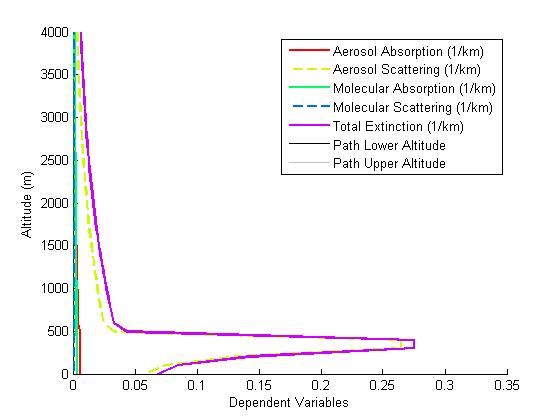 4000
3500
3000
2500
2000
1500
1000
500
0
Altitude (m)
0
0.05
0.1
0.15
0.2
0.25
0.3
0.35
Dependent Variables
Aerosol Absorption (1/km)
Aerosol Scattering (1/km)
Molecular Absorption (1/km)
Molecular Scattering (1/km)
Total Extinction (1/km)
Path Lower Altitude
Path Upper Altitude